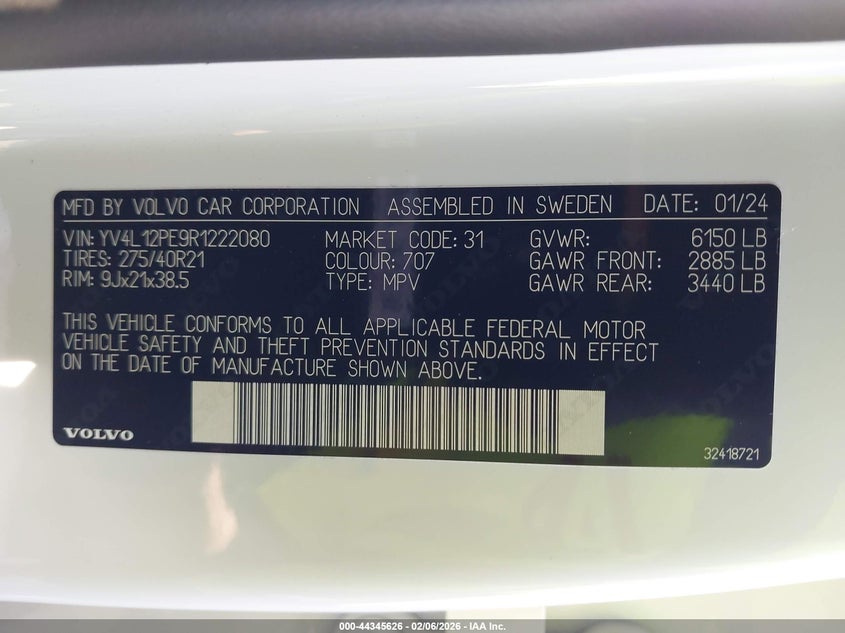 MFD BY VOLVO CAR CORPORATION ASSEMBLED IN SWEDEN DATE: 01/24
VIN: YV4L12PE9R1222080 MARKET CODE: 31 GVWR: 6150 LB
TIRES: 275/40R21 COLOUR: 707 GAWR FRONT: 2885 LB
RIM: 9Jx21x38.5 TYPE: MPV GAWR REAR: 3440 LB
THIS VEHICLE CONFORMS TO ALL APPLICABLE FEDERAL MOTOR
VEHICLE SAFETY AND THEFT PREVENTION STANDARDS IN EFFECT
ON THE DATE OF MANUFACTURE SHOWN ABOVE.
VOLVO
32418721
000-44345626 | 02/06/2026 - © IAA Inc.